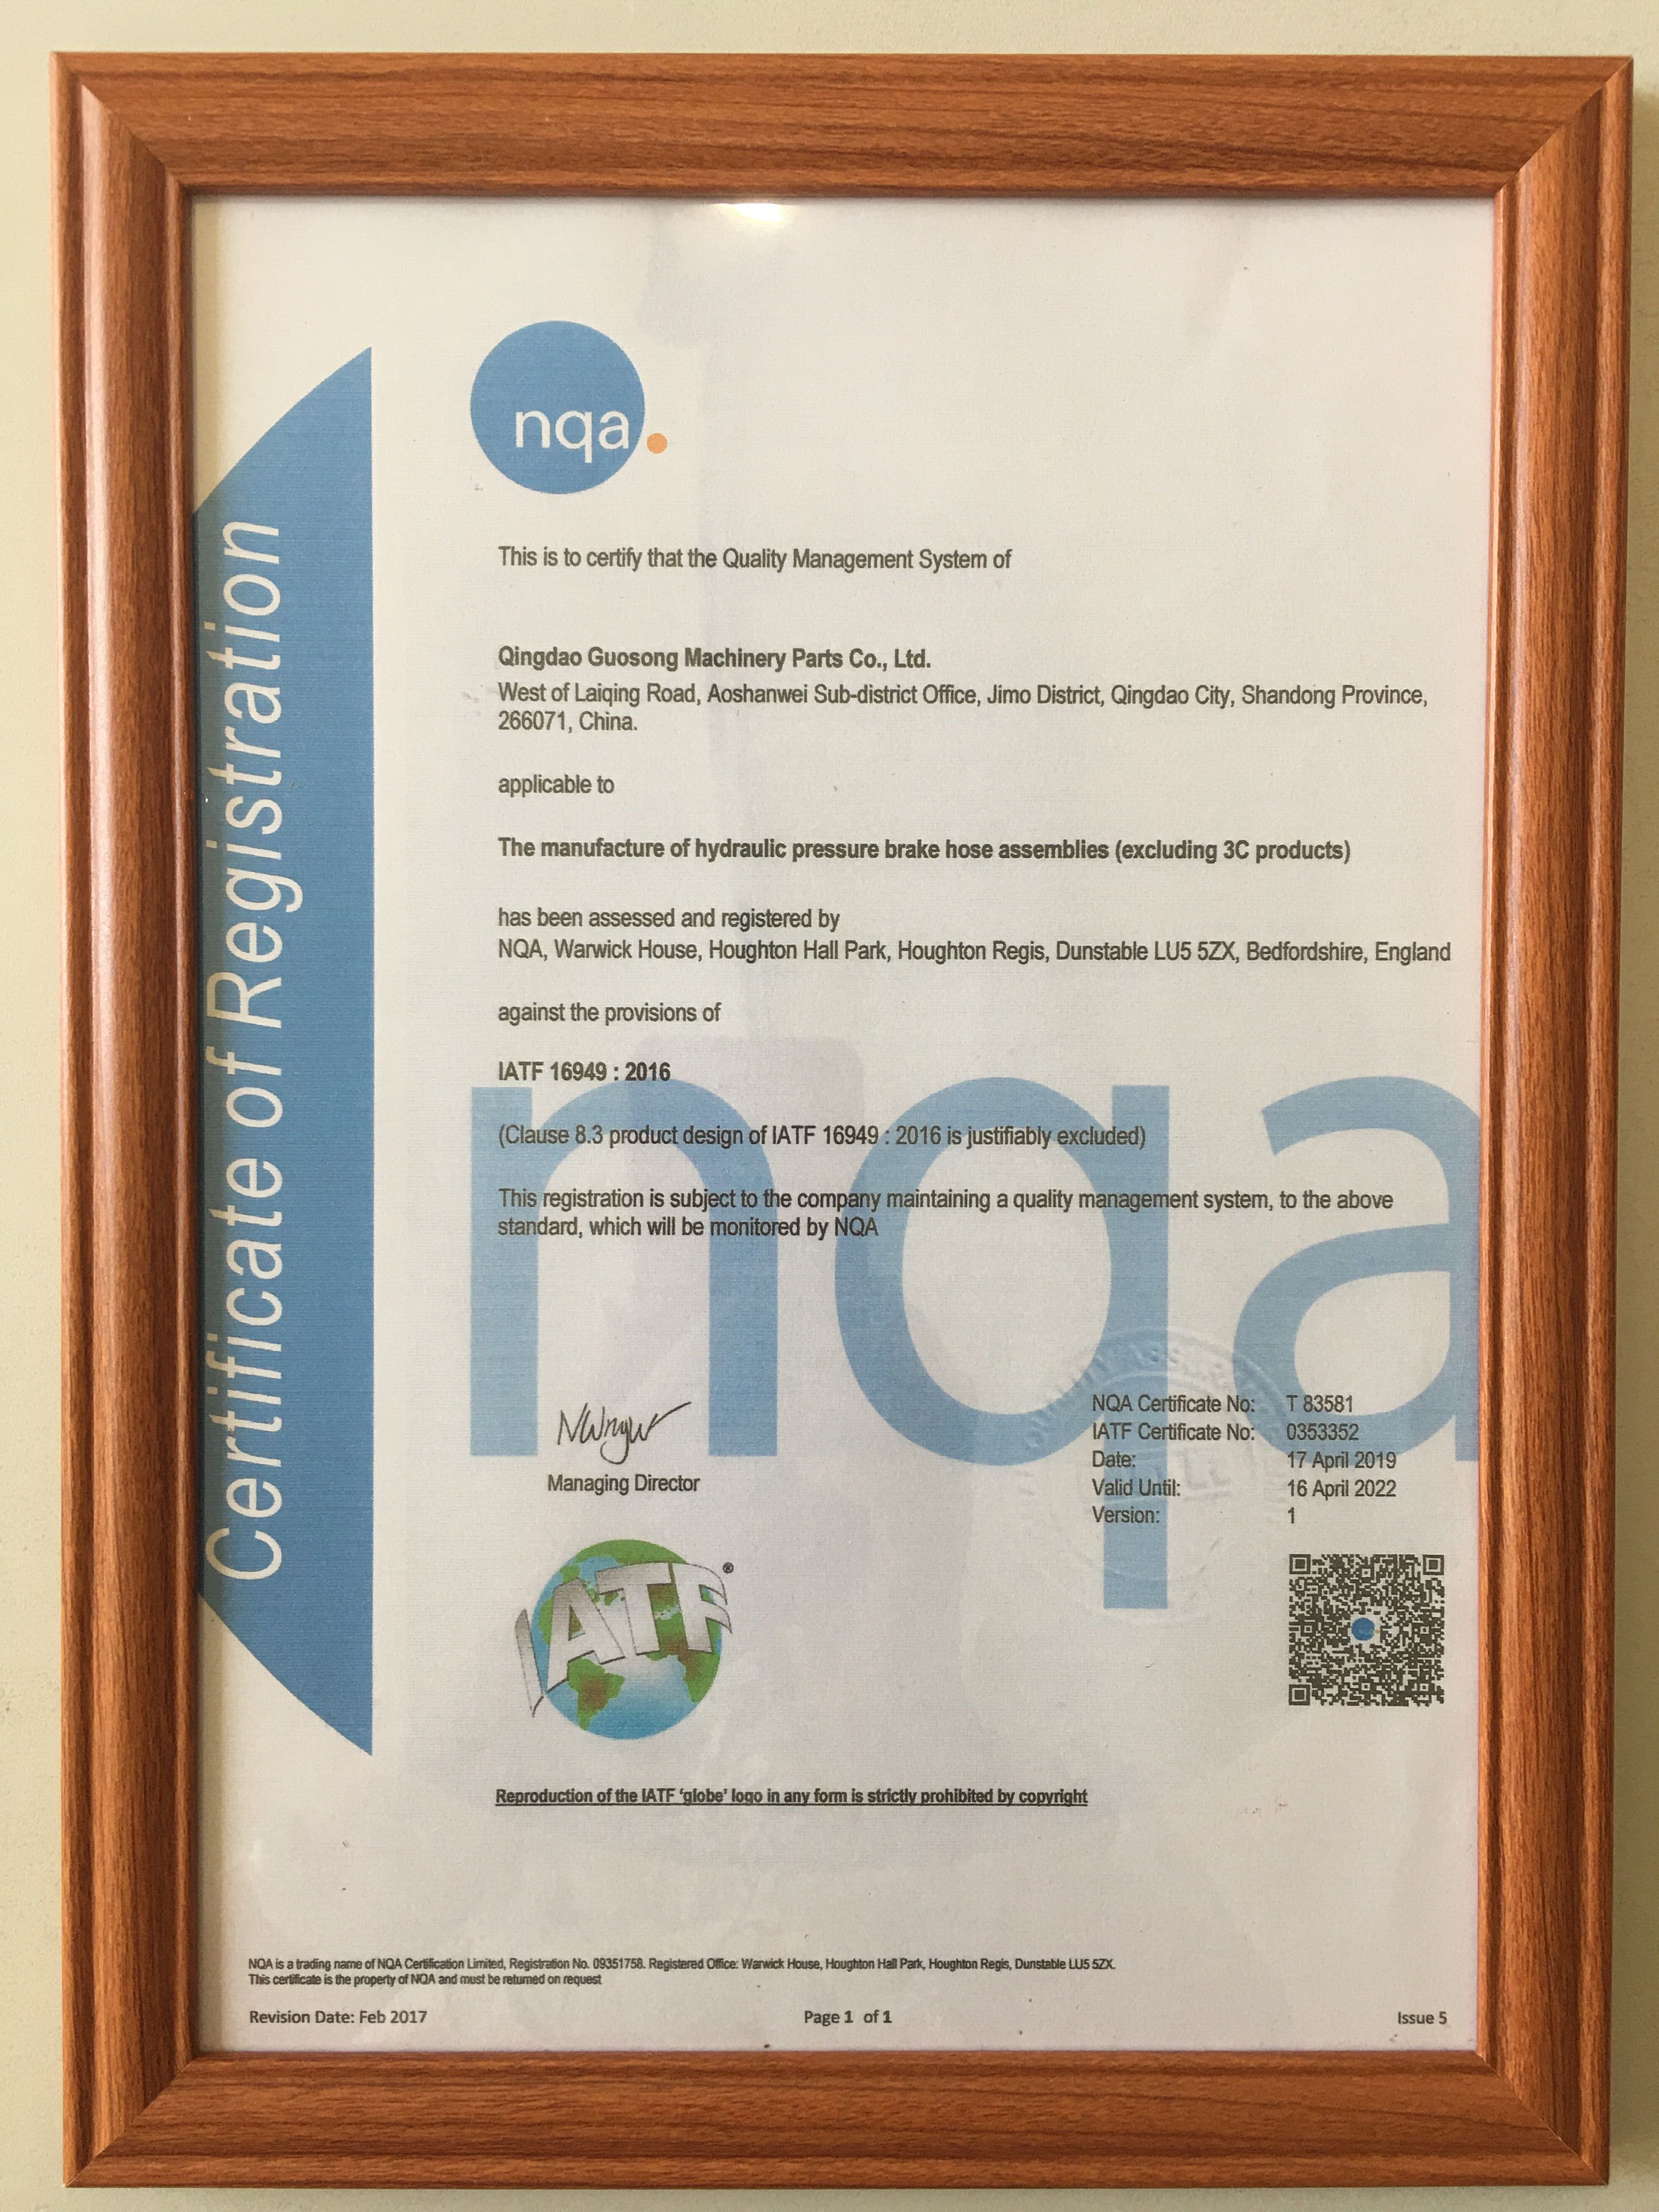 nqa.
Certificate of Registration
This is to certify that the Quality Management System of
Qingdao Guosong Machinery Parts Co., Ltd.
West of Laiqing Road, Aoshanwei Sub-district Office, Jimo District, Qingdao City, Shandong Province,
266071, China.
applicable to
The manufacture of hydraulic pressure brake hose assemblies (excluding 3C products)
has been assessed and registered by
NQA, Warwick House, Houghton Hall Park, Houghton Regis, Dunstable LU5 5ZX, Bedfordshire, England
against the provisions of
IATF 16949 : 2016
nqa
(Clause 8.3 product design of IATF 16949 : 2016 is justifiably excluded)
This registration is subject to the company maintaining a quality management system, to the above
standard, which will be monitored by NQA
Managing Director
NQA Certificate No: T 83581
IATF Certificate No: 0353352
Date: 17 April 2019
Valid Until: 16 April 2022
Version: 1
IATF®
Reproduction of the IATF 'globe' logo in any form is strictly prohibited by copyright
NQA is a trading name of NQA Certification Limited, Registration No. 09351758. Registered Office: Warwick House, Houghton Hall Park, Houghton Regis, Dunstable LU5 5ZX.
This certificate is the property of NQA and must be returned on request
Revision Date: Feb 2017 Page 1 of 1 Issue 5